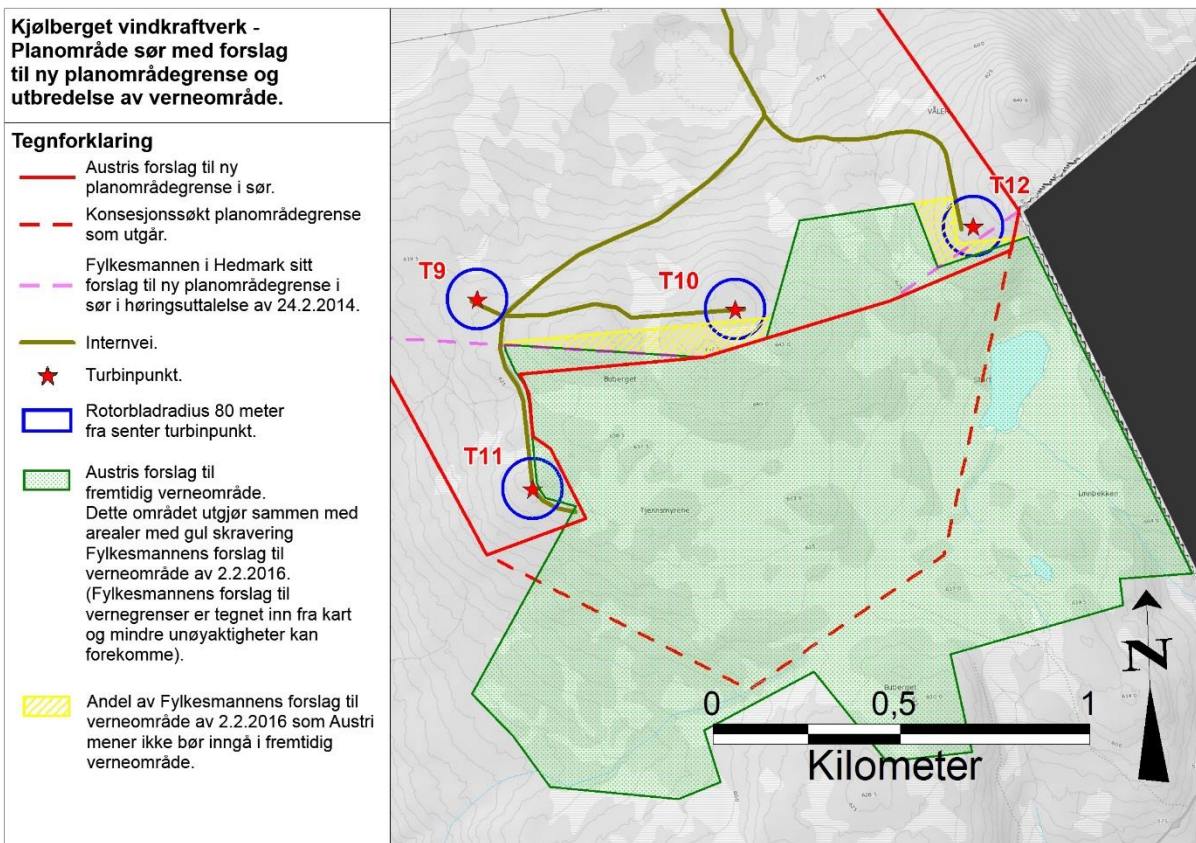 Kjølberget vindkraftverk -
Planområde sør med forslag
til ny planområdegrense og
utbredelse av verneområde.
Tegnforklaring
Austris forslag til ny
planområdegrense i sør.
Konsesjonssøkt planområdegrense
som utgår.
Fylkesmannen i Hedmark sitt
forslag til ny planområdegrense i
sør i høringsuttalelse av 24.2.2014.
Internvei.
Turbinpunkt.
Rotorbladradius 80 meter
fra senter turbinpunkt.
Austris forslag til
fremtidig verneområde.
Dette området utgjør sammen med
arealer med gul skravering
Fylkesmannens forslag til
verneområde av 2.2.2016.
(Fylkesmannens forslag til
vernegrenser er tegnet inn fra kart
og mindre unøyaktigheter kan
forekomme).
Andel av Fylkesmannens forslag til
verneområde av 2.2.2016 som Austri
mener ikke bør inngå i fremtidig
verneområde.
VÅLER
T12
T9
T10
Buberget
T11
Tjennsmyrene
Linnbekken
Buberget
N
0 0,5 1
Kilometer